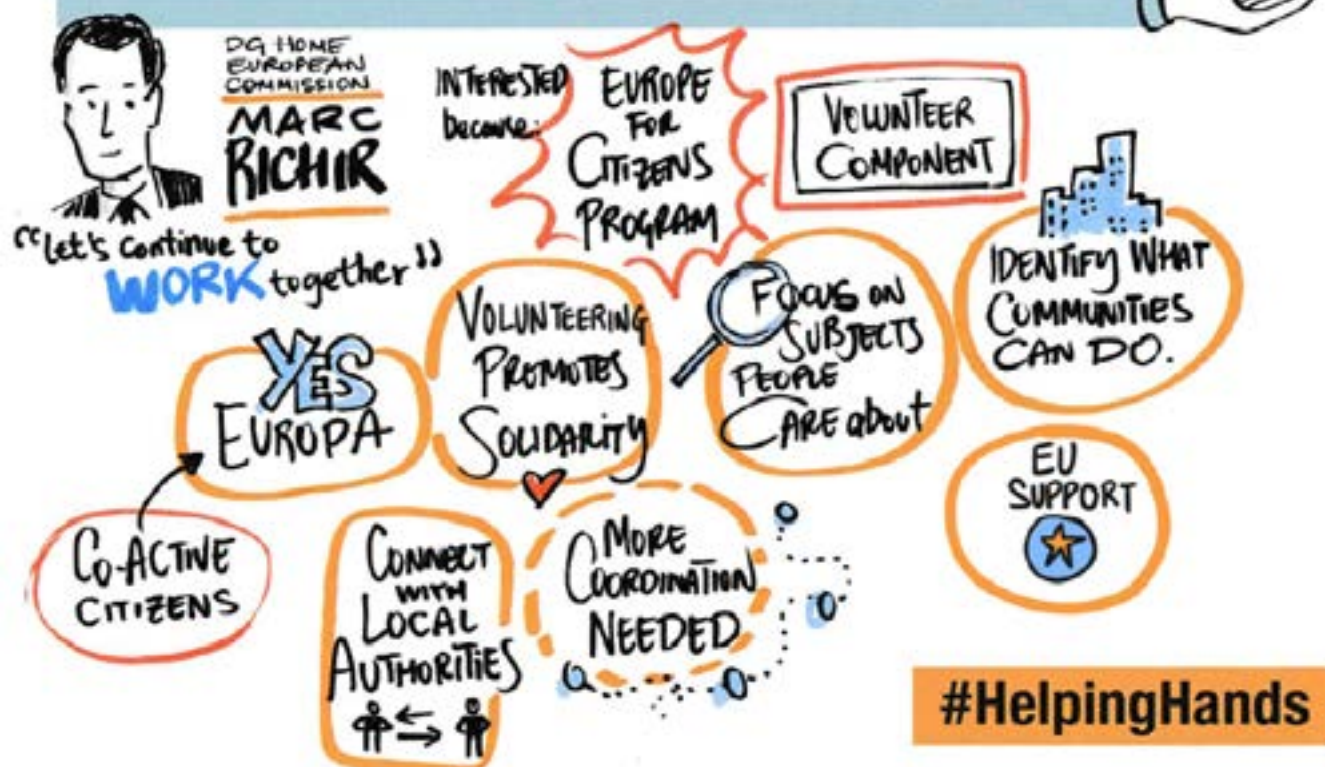 DG HOME
EUROPEAN
COMMISSION
MARC
RICHIR
"Let's continue to
WORK together"
INTERESTED
because:
EUROPE
FOR
CITIZENS
PROGRAM
VOLUNTEER
COMPONENT
IDENTIFY WHAT
COMMUNITIES
CAN DO.
FOCUS ON
SUBJECTS
PEOPLE
CARE about
VOLUNTEERING
PROMOTES
SOLIDARITY
YES
EUROPA
CO-ACTIVE
CITIZENS
CONNECT
WITH
LOCAL
AUTHORITIES
MORE
COORDINATION
NEEDED
EU
SUPPORT
#HelpingHands